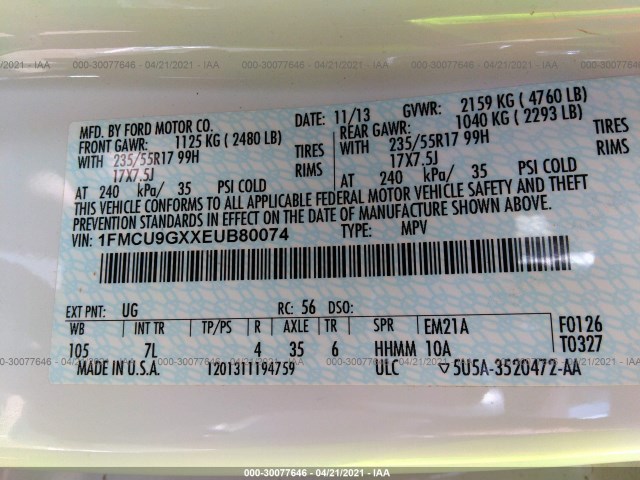 000-30077646 - 04/21/2021 - IAA
MFD. BY FORD MOTOR CO. DATE: 11/13 GVWR: 2159 KG ( 4760 LB)
FRONT GAWR: 1125 KG ( 2480 LB) REAR GAWR: 1040 KG ( 2293 LB)
WITH 235/55R17 99H TIRES WITH 235/55R17 99H TIRES
17X7.5J 17X7.5J
AT 240 kPa/ 35 PSI COLD AT 240 kPa/ 35 PSI COLD
THIS VEHICLE CONFORMS TO ALL APPLICABLE FEDERAL MOTOR VEHICLE SAFETY AND THEFT
PREVENTION STANDARDS IN EFFECT ON THE DATE OF MANUFACTURE SHOWN ABOVE.
VIN: 1FMCU9GXXEUB80074 TYPE: MPV
EXT PNT: UG RC: 56 DSO:
WB INT TR TP/PS R AXLE TR SPR EM21A F0126
105 7L 4 35 6 HHMM 10A T0327
MADE IN U.S.A. 1201311194759 ULC ▽5U5A-3520472-AA
000-30077646 - 04/21/2021 - IAA